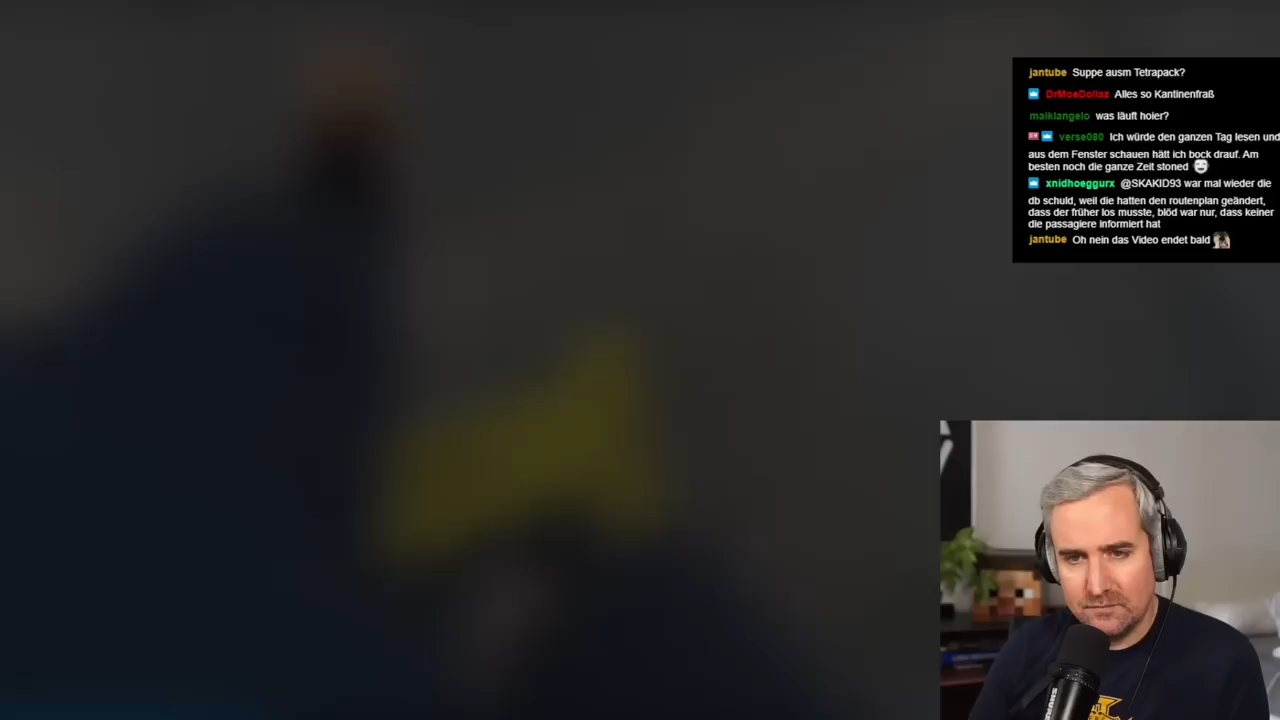 jantube Suppe ausm Tetrapack?
DrMoeDollaz Alles so Kantinenfraß
maiklangelo was läuft hoier?
verse080 Ich würde den ganzen Tag lesen und
aus dem Fenster schauen hätt ich bock drauf. Am
besten noch die ganze Zeit stoned
xnidhoeggurx @SKAKID93 war mal wieder die
db schuld, weil die hatten den routenplan geändert,
dass der früher los musste, blöd war nur, dass keiner
die passagiere informiert hat
jantube Oh nein das Video endet bald